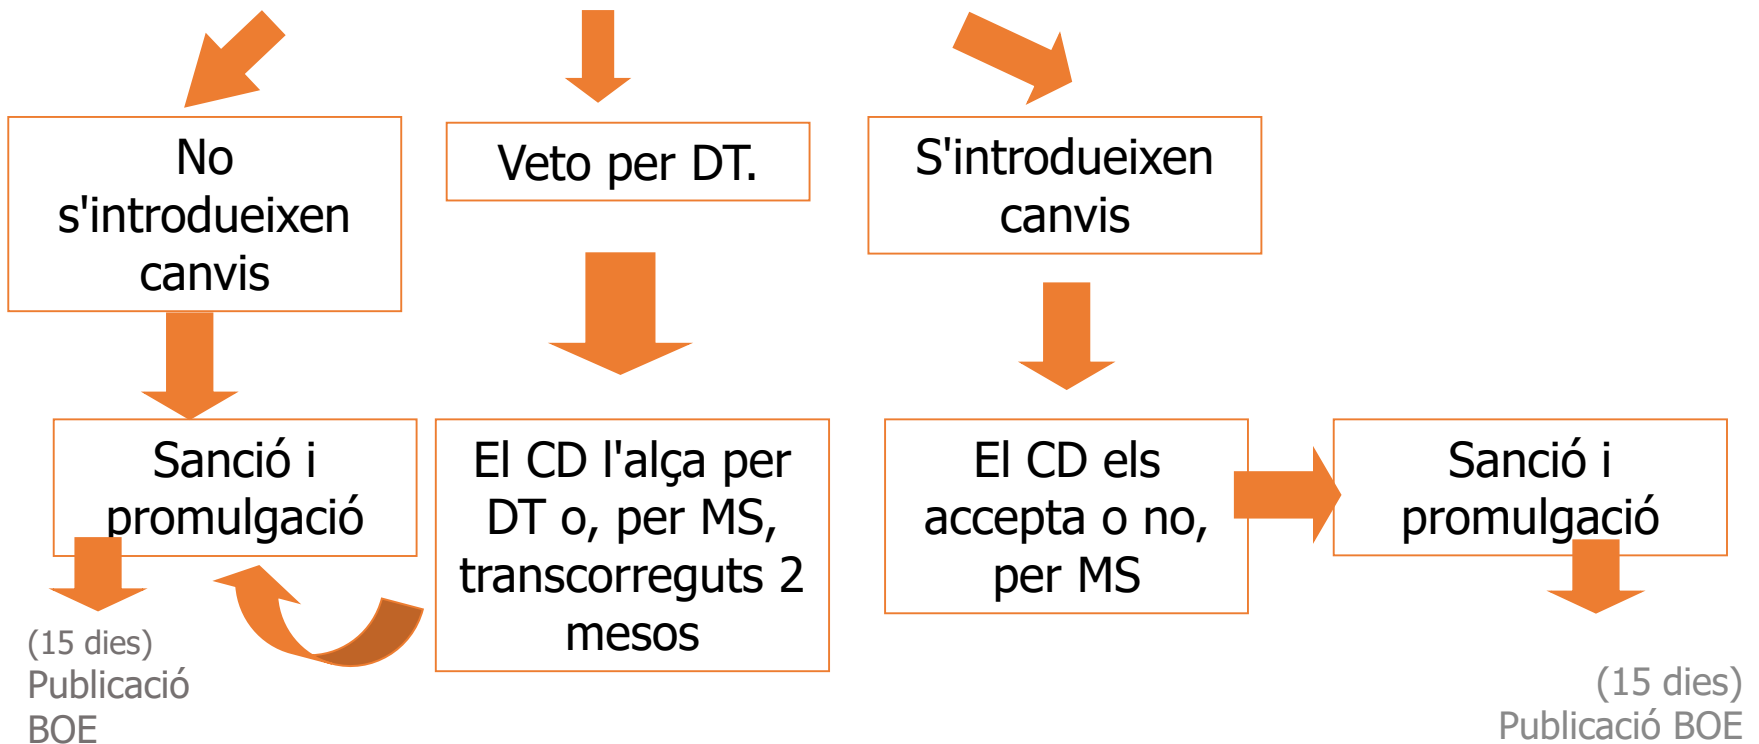 No
s'introdueixen
canvis
Veto per DT.
S'introdueixen
canvis
Sanció i
promulgació
El CD l'alça per
DT o, per MS,
transcorreguts 2
mesos
El CD els
accepta o no,
per MS
Sanció i
promulgació
(15 dies)
Publicació
BOE
(15 dies)
Publicació BOE